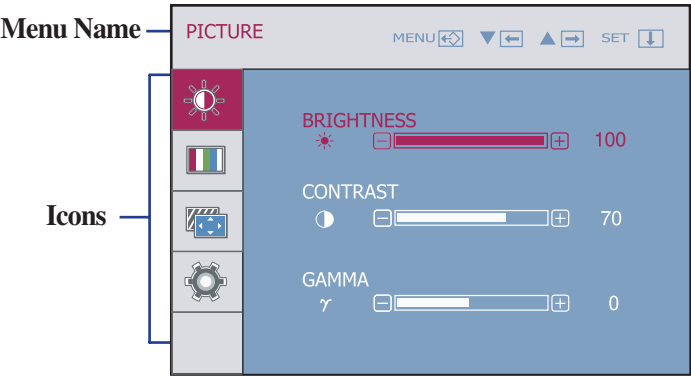 Menu Name
PICTURE
MENU SET
BRIGHTNESS
100
CONTRAST
70
Icons
GAMMA
γ 0